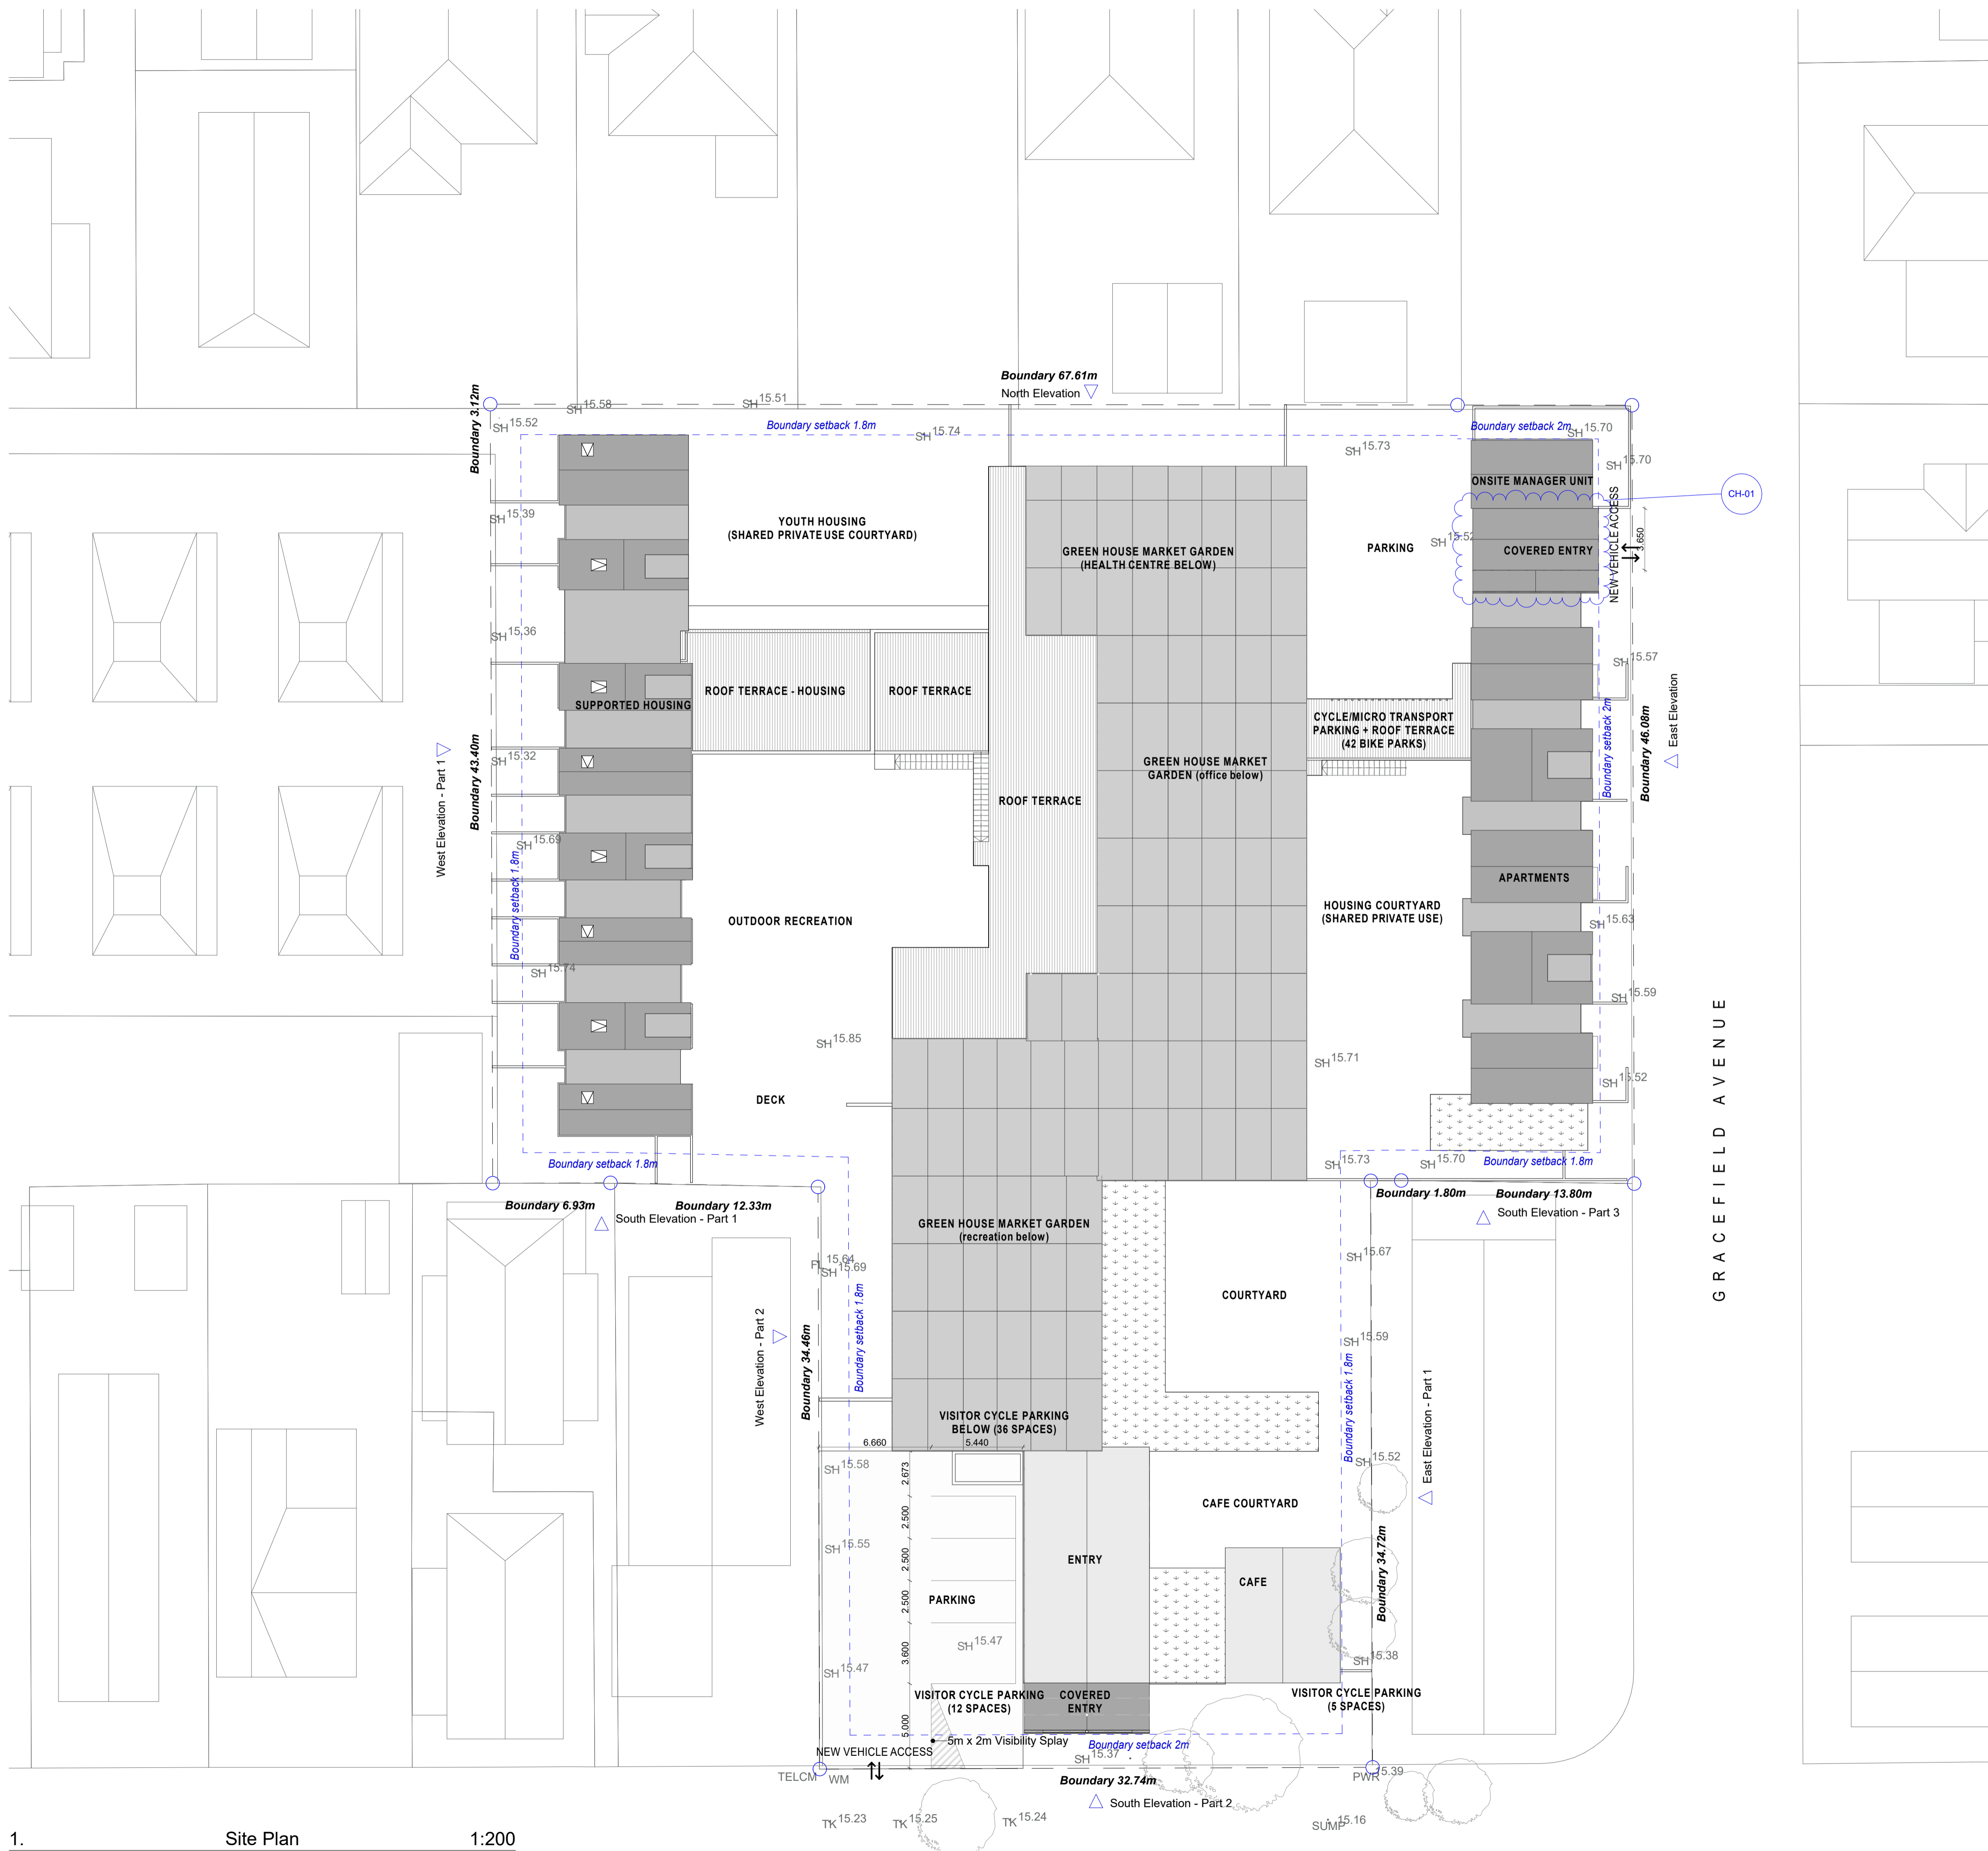 Boundary 67.61m
North Elevation
Boundary 3.12m
SH 15.52
SH 15.58
SH 15.51
Boundary setback 1.8m
SH 15.74
SH 15.73
Boundary setback 2m
SH 15.70
SH 15.70
ONSITE MANAGER UNIT
CH-01
SH 15.39
YOUTH HOUSING
(SHARED PRIVATE USE COURTYARD)
GREEN HOUSE MARKET GARDEN
(HEALTH CENTRE BELOW)
PARKING
SH 15.52
COVERED ENTRY
NEW VEHICLE ACCESS
3.650
SH 15.36
SH 15.57
SUPPORTED HOUSING
ROOF TERRACE - HOUSING
ROOF TERRACE
CYCLE/MICRO TRANSPORT
PARKING + ROOF TERRACE
(42 BIKE PARKS)
Boundary setback 2m
Boundary 46.08m
East Elevation
West Elevation - Part 1
Boundary 43.40m
SH 15.32
GREEN HOUSE MARKET
GARDEN (office below)
ROOF TERRACE
SH 15.69
Boundary setback 1.8m
APARTMENTS
OUTDOOR RECREATION
HOUSING COURTYARD
(SHARED PRIVATE USE)
SH 15.63
SH 15.74
SH 15.59
SH 15.85
SH 15.71
SH 15.52
DECK
GRACEFIELD AVENUE
Boundary setback 1.8m
SH 15.73
SH 15.70
Boundary setback 1.8m
Boundary 6.93m
Boundary 12.33m
South Elevation - Part 1
Boundary 1.80m
Boundary 13.80m
South Elevation - Part 3
GREEN HOUSE MARKET GARDEN
(recreation below)
FL 15.64
SH 15.69
SH 15.67
COURTYARD
West Elevation - Part 2
Boundary 34.46m
Boundary setback 1.8m
SH 15.59
Boundary setback 1.8m
East Elevation - Part 1
VISITOR CYCLE PARKING
BELOW (36 SPACES)
6.660
5.440
SH 15.58
2.673
SH 15.52
CAFE COURTYARD
2.500
SH 15.55
2.500
ENTRY
CAFE
Boundary 34.72m
2.500
PARKING
SH 15.47
3.600
SH 15.47
SH 15.38
VISITOR CYCLE PARKING
(12 SPACES)
COVERED
ENTRY
VISITOR CYCLE PARKING
(5 SPACES)
5.000
5m x 2m Visibility Splay
Boundary setback 2m
NEW VEHICLE ACCESS
SH 15.37
TELCM
WM
Boundary 32.74m
PWR
15.39
South Elevation - Part 2
TK 15.23
TK 15.25
TK 15.24
SUMP 15.16
1.
Site Plan
1:200